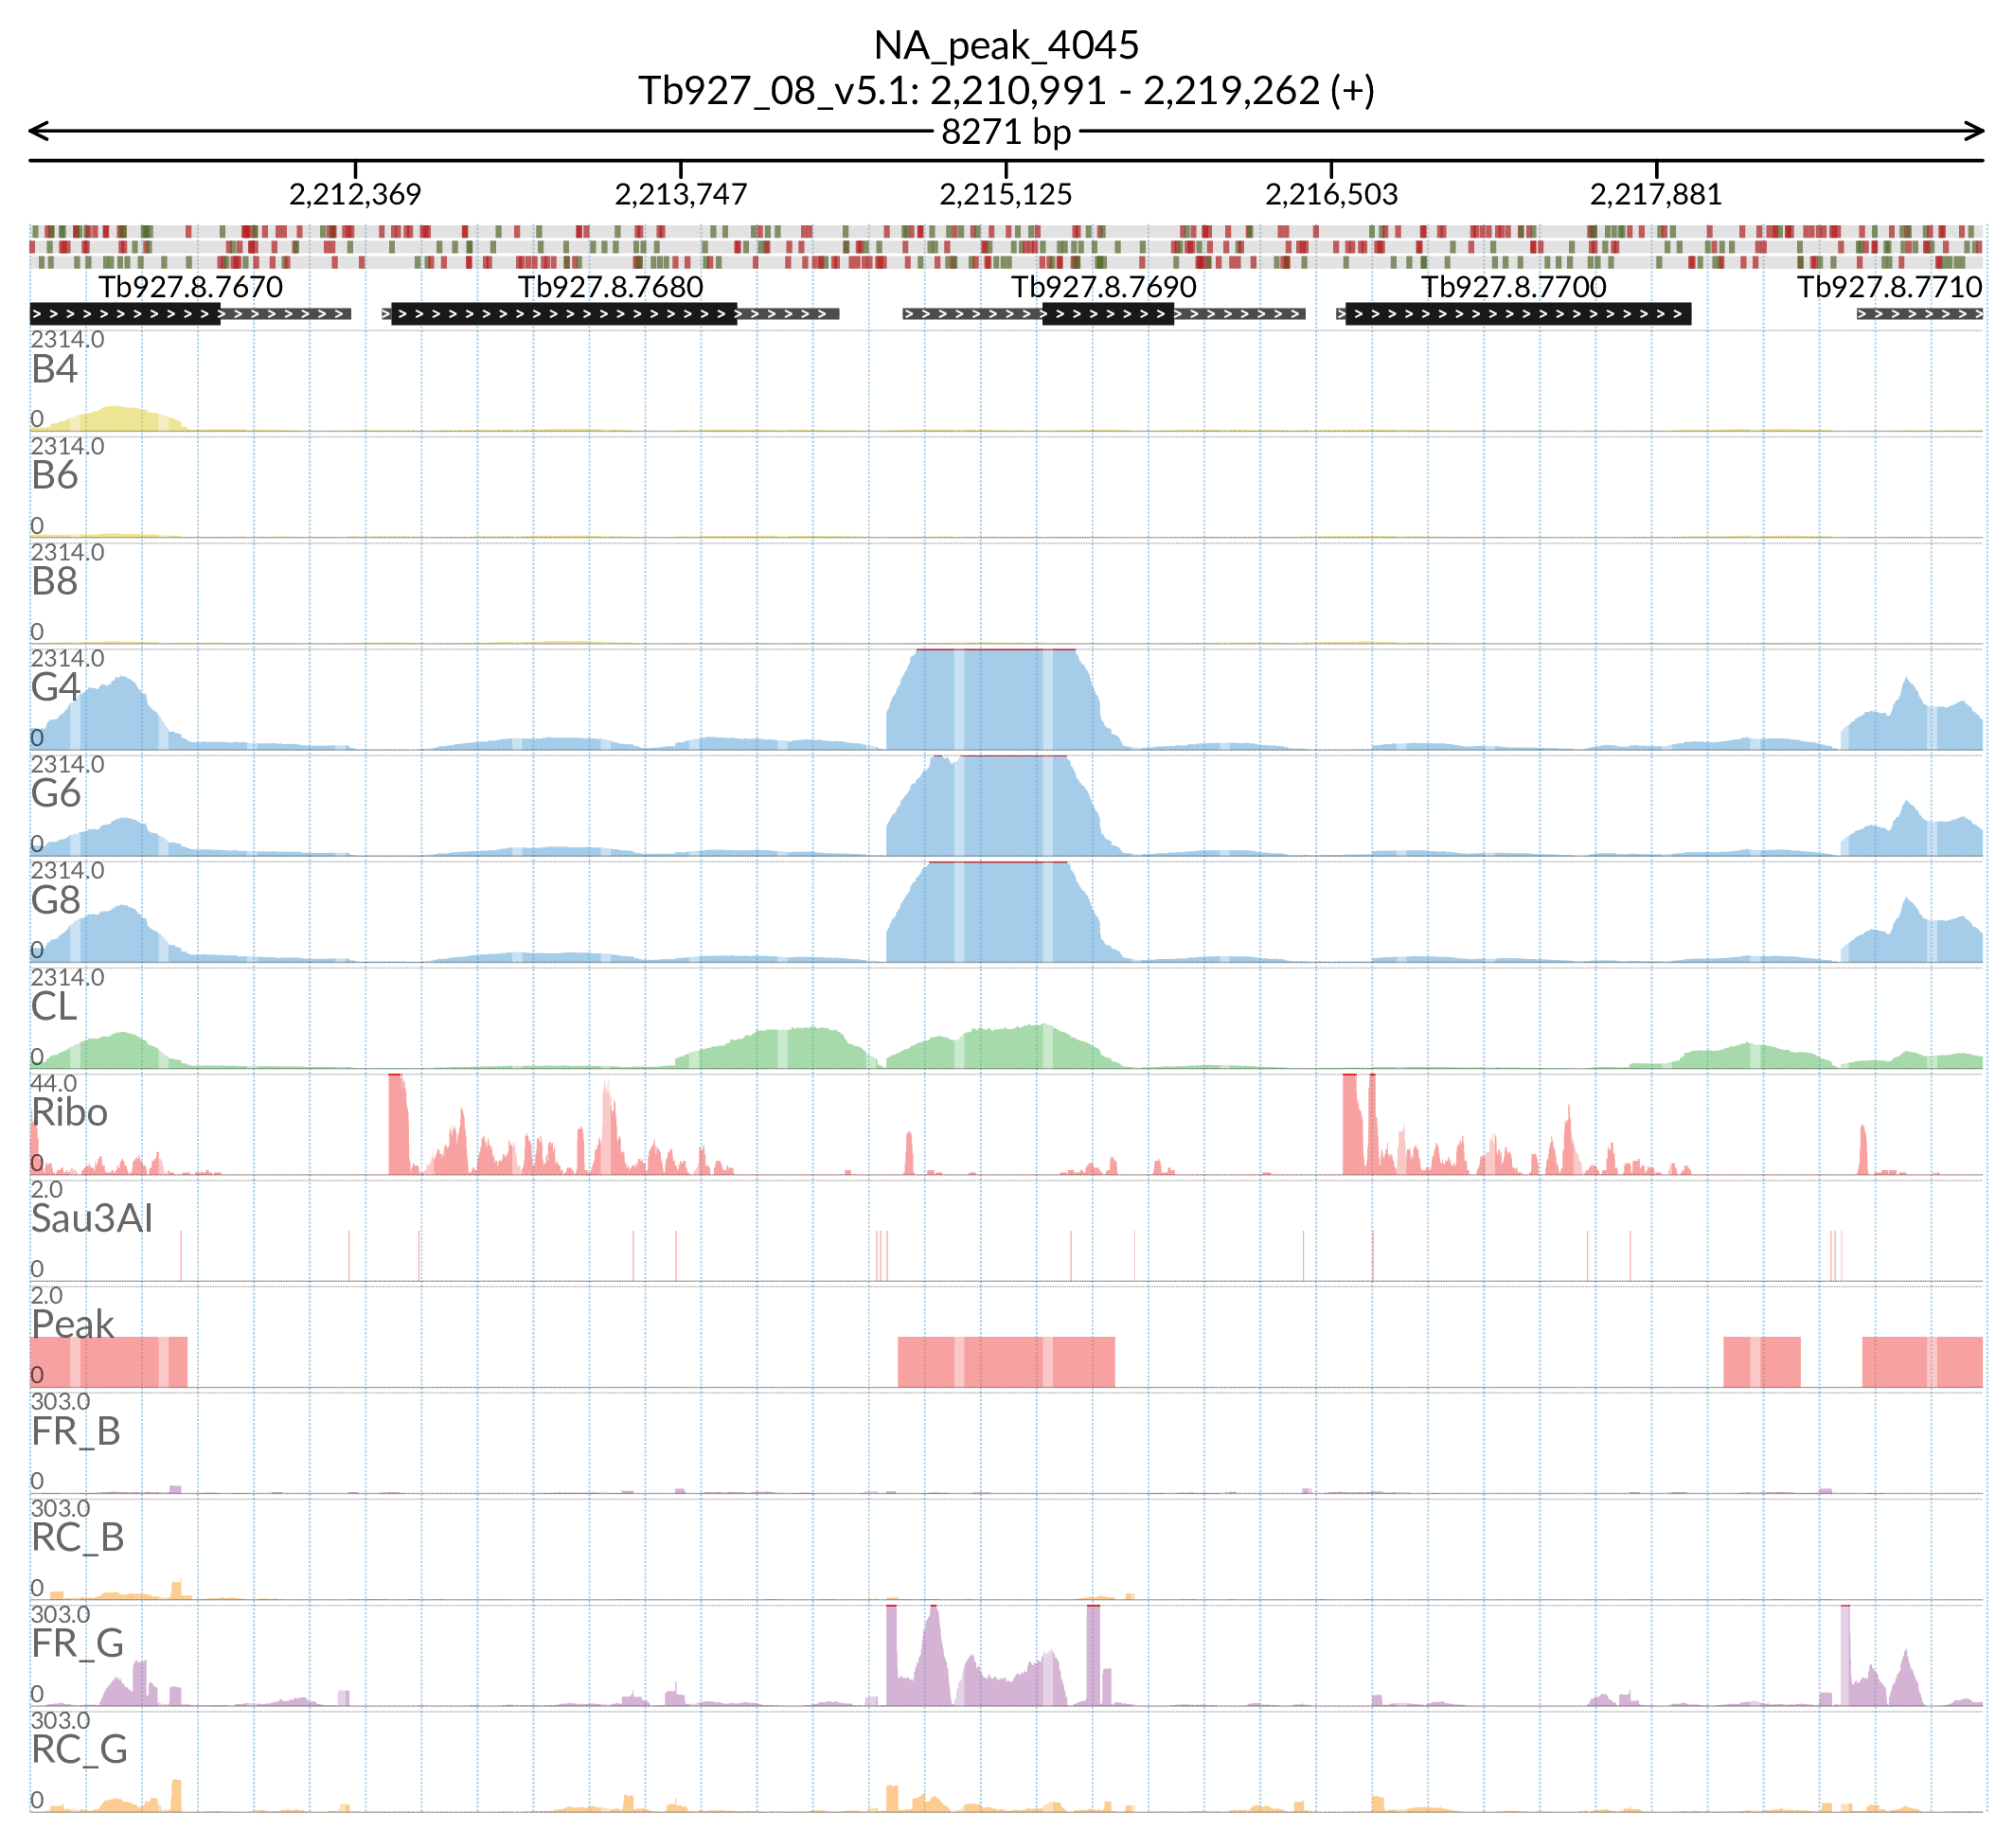 NA_peak_4045
Tb927_08_v5.1: 2,210,991 - 2,219,262 (+)
8271 bp
2,212,369 2,213,747 2,215,125 2,216,503 2,217,881
Tb927.8.7670 Tb927.8.7680 Tb927.8.7690 Tb927.8.7700 Tb927.8.7710
2314.0
B4
0
2314.0
B6
0
2314.0
B8
0
2314.0
G4
0
2314.0
G6
0
2314.0
G8
0
2314.0
CL
0
44.0
Ribo
0
2.0
Sau3AI
0
2.0
Peak
0
303.0
FR_B
0
303.0
RC_B
0
303.0
FR_G
0
303.0
RC_G
0